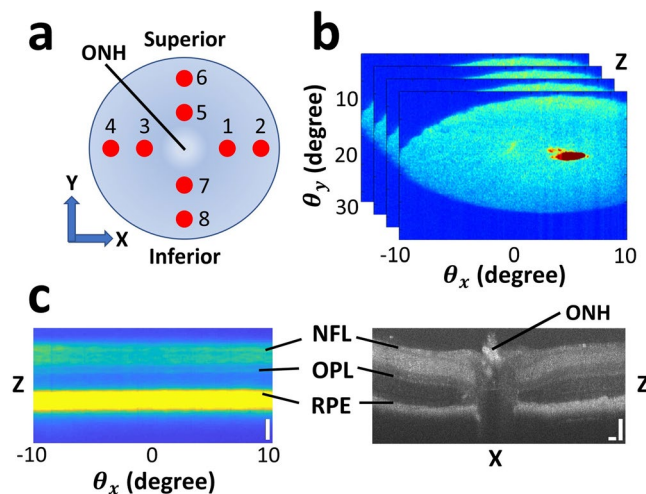 a
Superior
ONH
6
5
4 3 1 2
7
8
Y
X
Inferior
b
Z
10
20
30
θy (degree)
-10 0 10
θx (degree)
c
Z
NFL
OPL
RPE
-10 0 10
θx (degree)
ONH
Z
X